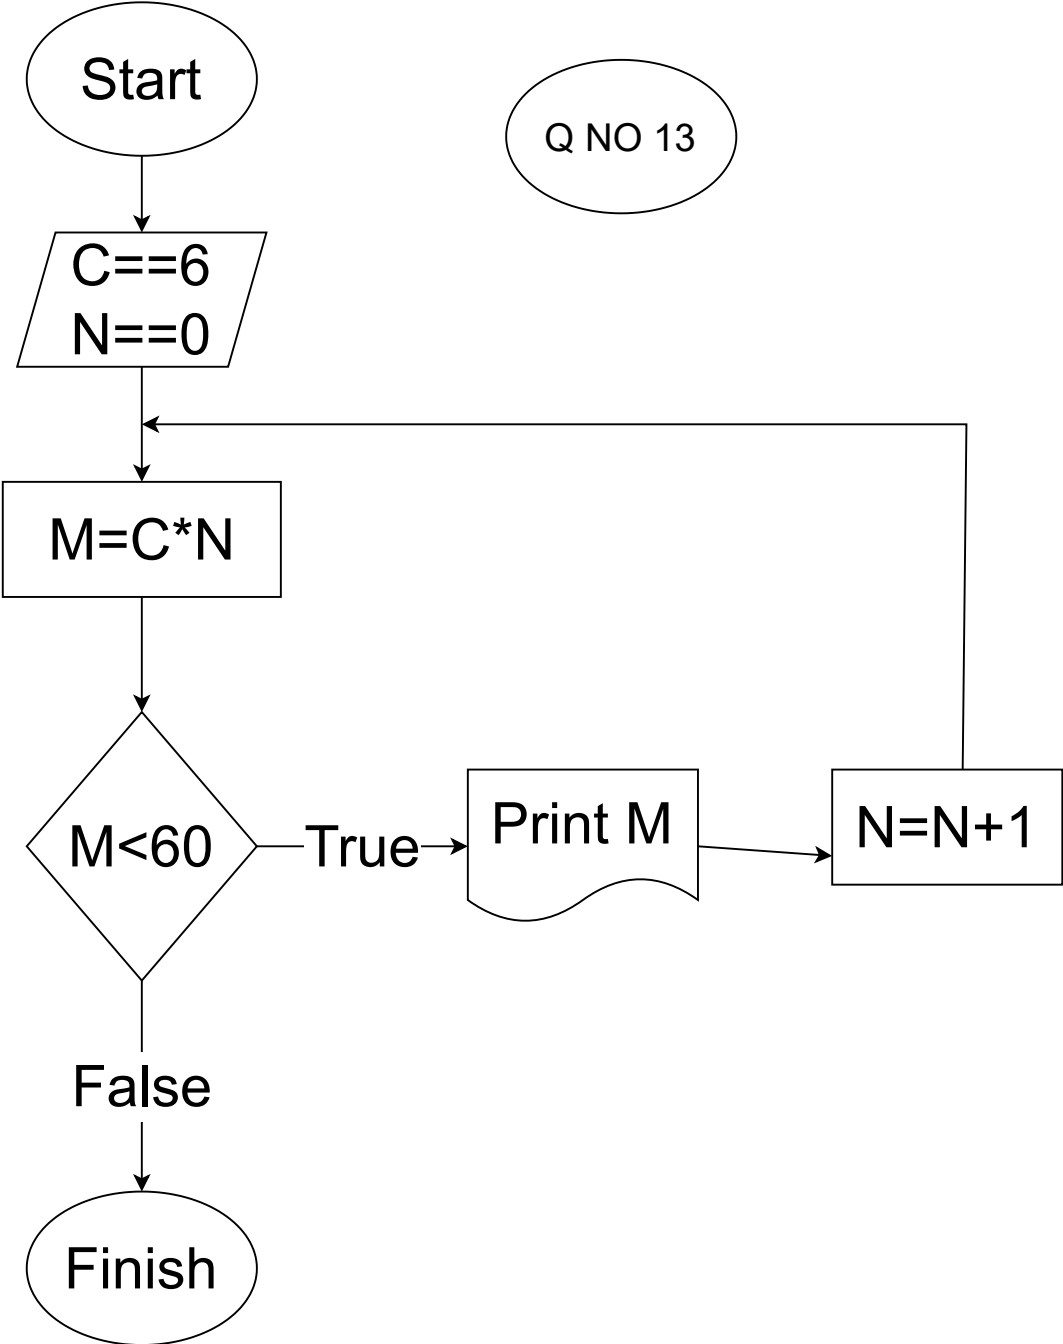 Start
Q NO 13
C==6
N==0
M=C*N
M<60
True
Print M
N=N+1
False
Finish